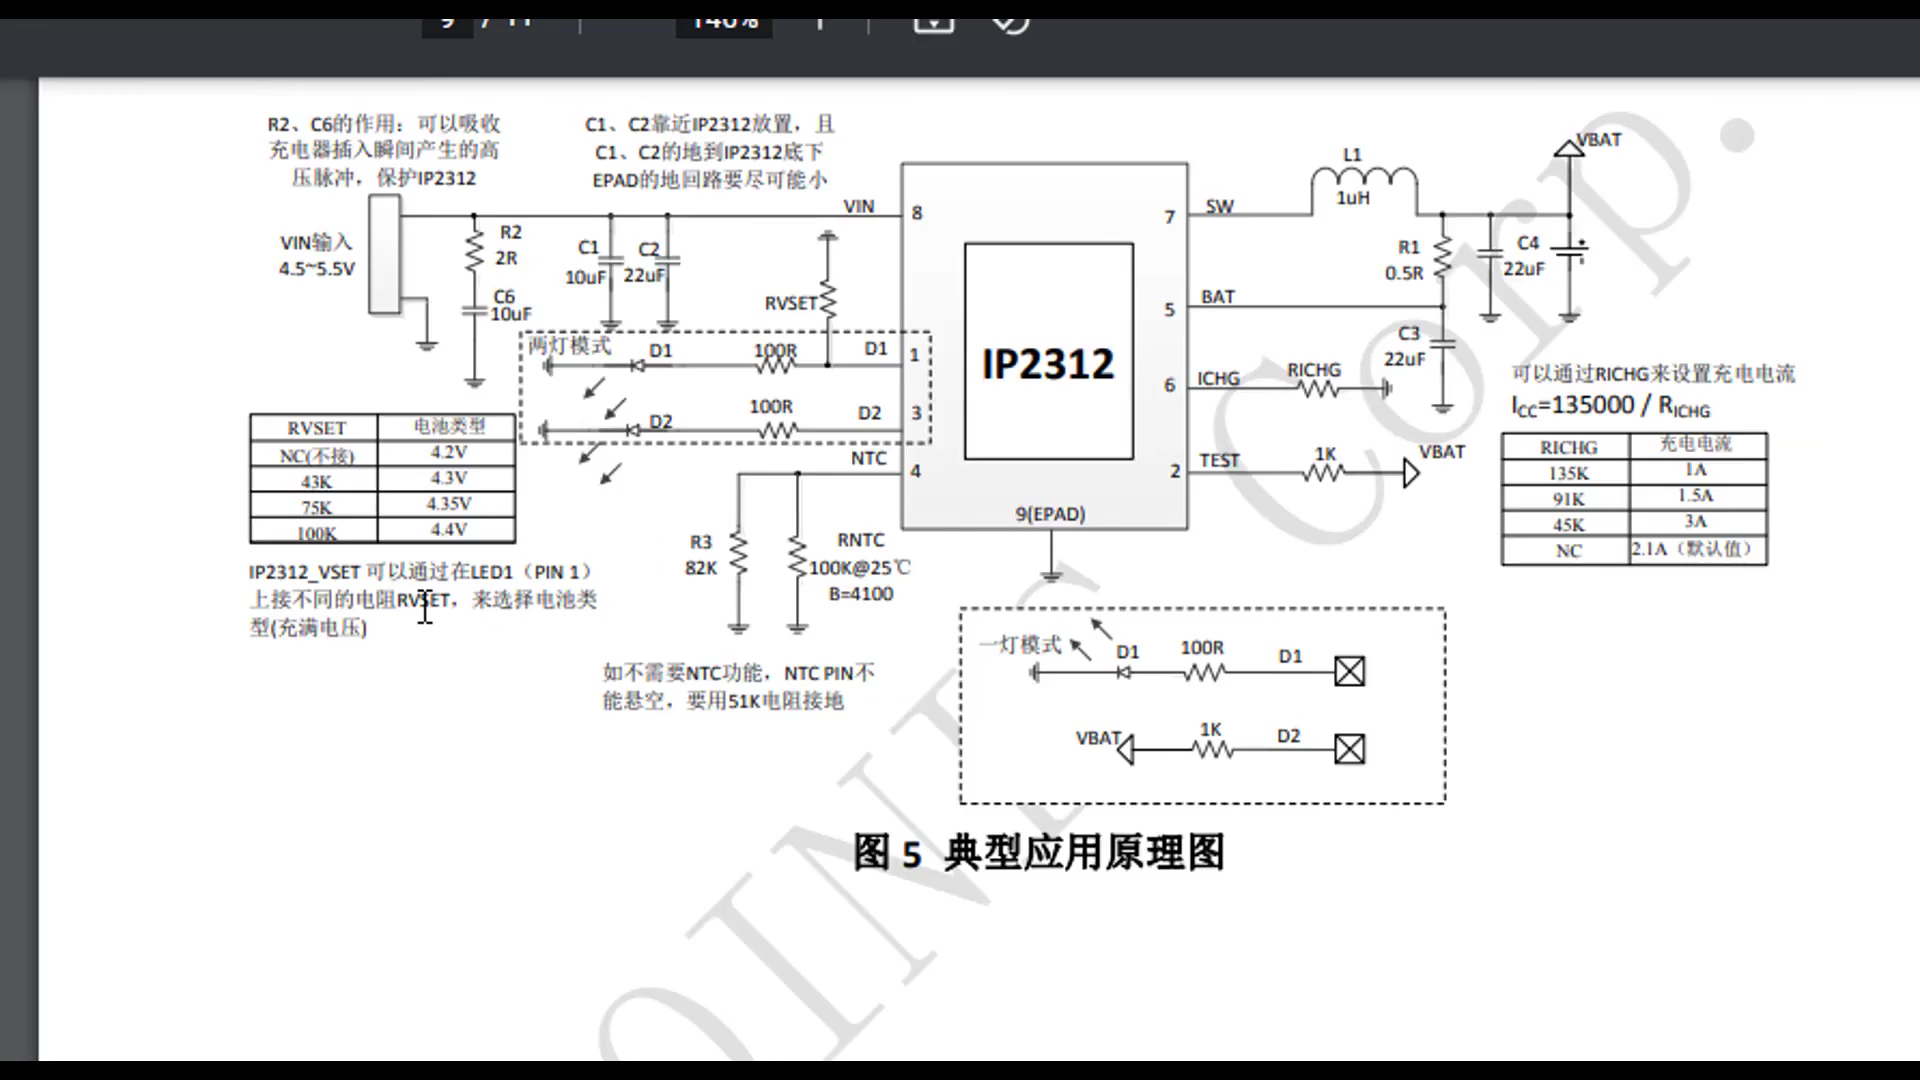 R2、C6的作用：可以吸收
充电器插入瞬间产生的高
压脉冲，保护IP2312
C1、C2靠近IP2312放置，且
C1、C2的地到IP2312底下
EPAD的地回路要尽可能小
VIN输入
4.5~5.5V
R2
2R
C6
10uF
C1
10uF
C2
22uF
VIN
8
RVSET
两灯模式
D1
100R
D1
1
D2
100R
D2
3
NTC
4
R3
82K
RNTC
100K@25℃
B=4100
IP2312
9(EPAD)
7
SW
L1
1uH
VBAT
R1
0.5R
C4
22uF
5
BAT
C3
22uF
6
ICHG
RICHG
2
TEST
1K
VBAT
可以通过RICHG来设置充电电流
ICC=135000 / RICHG
RICHG 充电电流
135K 1A
91K 1.5A
45K 3A
NC 2.1A（默认值）
RVSET 电池类型
NC(不接) 4.2V
43K 4.3V
75K 4.35V
100K 4.4V
IP2312_VSET 可以通过在LED1（PIN 1）
上接不同的电阻RVSET，来选择电池类
型(充满电压)
如不需要NTC功能，NTC PIN不
能悬空，要用51K电阻接地
一灯模式
D1
100R
D1
VBAT
1K
D2
图 5 典型应用原理图
Corp.